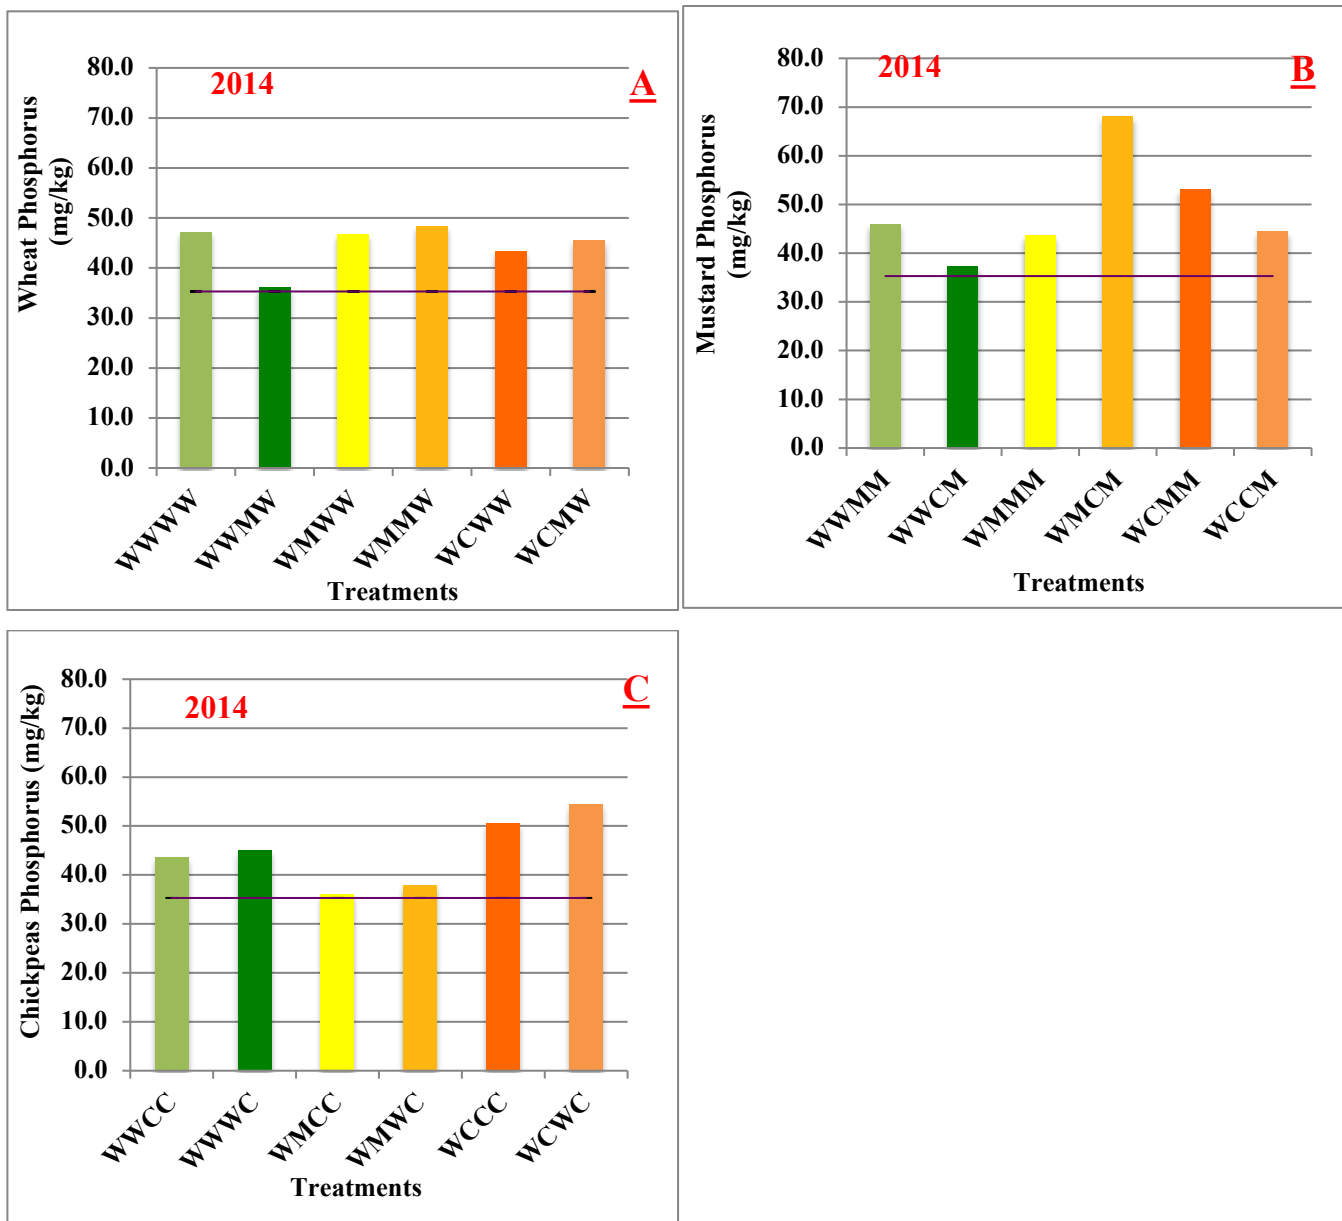 2014
A
Wheat Phosphorus
(mg/kg)
80.0
70.0
60.0
50.0
40.0
30.0
20.0
10.0
0.0
WWWW
WWMW
WMWW
WMMW
WCWW
WCMW
Treatments
2014
B
Mustard Phosphorus
(mg/kg)
80.0
70.0
60.0
50.0
40.0
30.0
20.0
10.0
0.0
WWMM
WWCM
WMMM
WMCM
WCMM
WCCM
Treatments
2014
C
Chickpeas Phosphorus (mg/kg)
80.0
70.0
60.0
50.0
40.0
30.0
20.0
10.0
0.0
WWCC
WWWC
WMCC
WMWC
WCCC
WCWC
Treatments